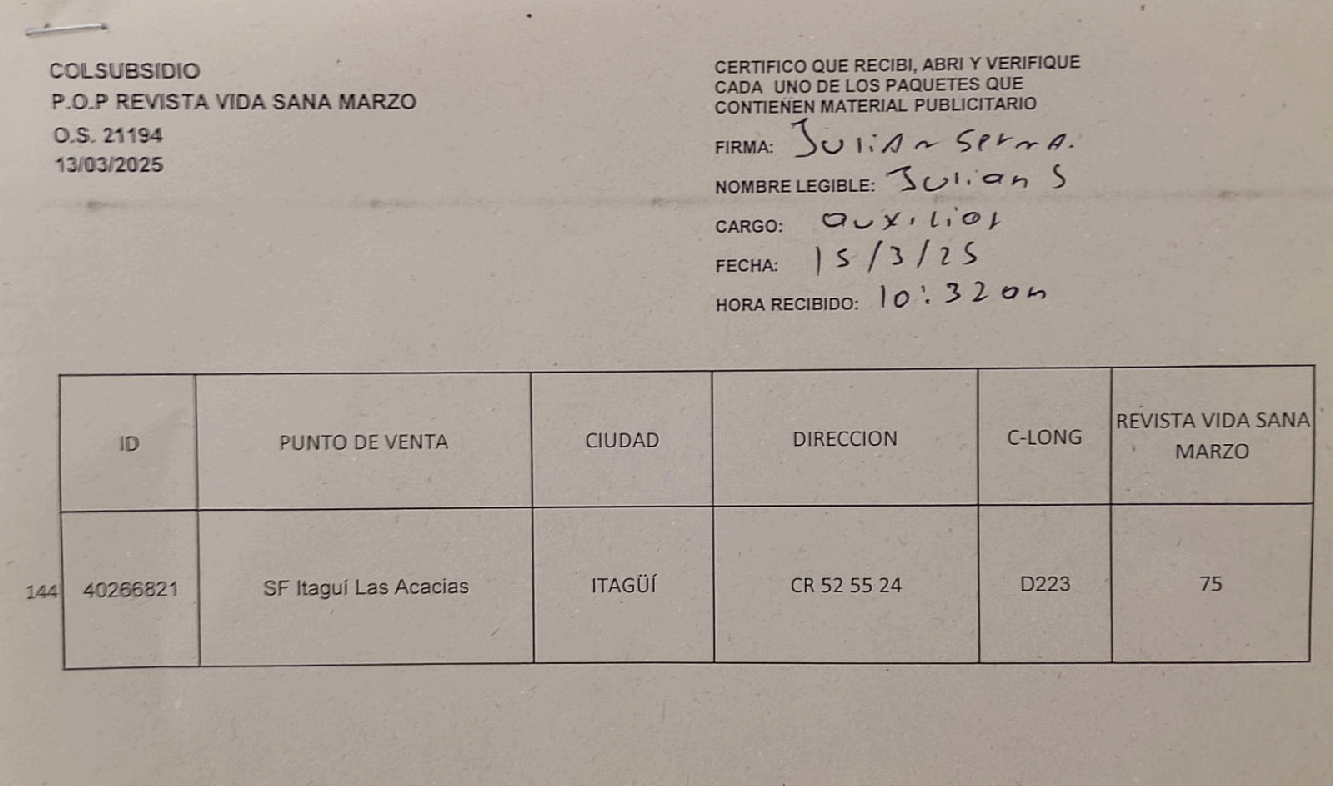 COLSUBSIDIO
P.O.P REVISTA VIDA SANA MARZO
O.S. 21194
13/03/2025
CERTIFICO QUE RECIBI, ABRI Y VERIFIQUE
CADA UNO DE LOS PAQUETES QUE
CONTIENEN MATERIAL PUBLICITARIO
FIRMA: Julian Serna.
NOMBRE LEGIBLE: Julian S
CARGO: auxiliar
FECHA: 15/3/25
HORA RECIBIDO: 10:32 am
ID PUNTO DE VENTA CIUDAD DIRECCION C-LONG REVISTA VIDA SANA
MARZO
144 40266821 SF Itaguí Las Acacias ITAGÜÍ CR 52 55 24 D223 75